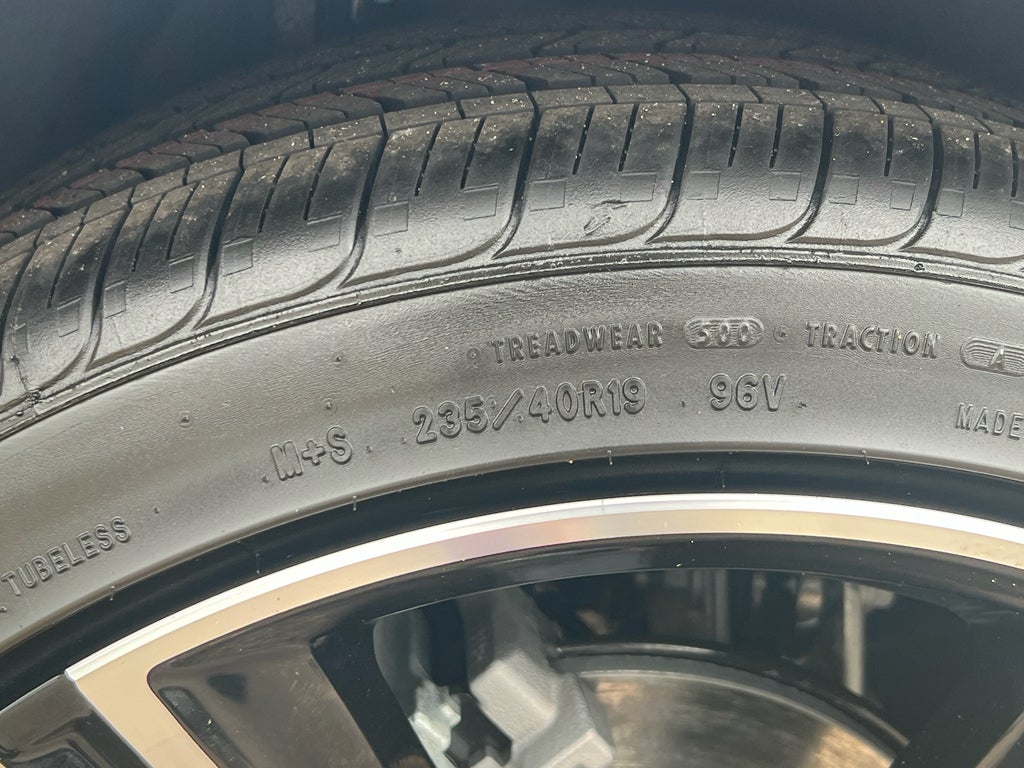 TREADWEAR 500 TRACTION A
M+S 235/40R19 96V
MADE
TUBELESS